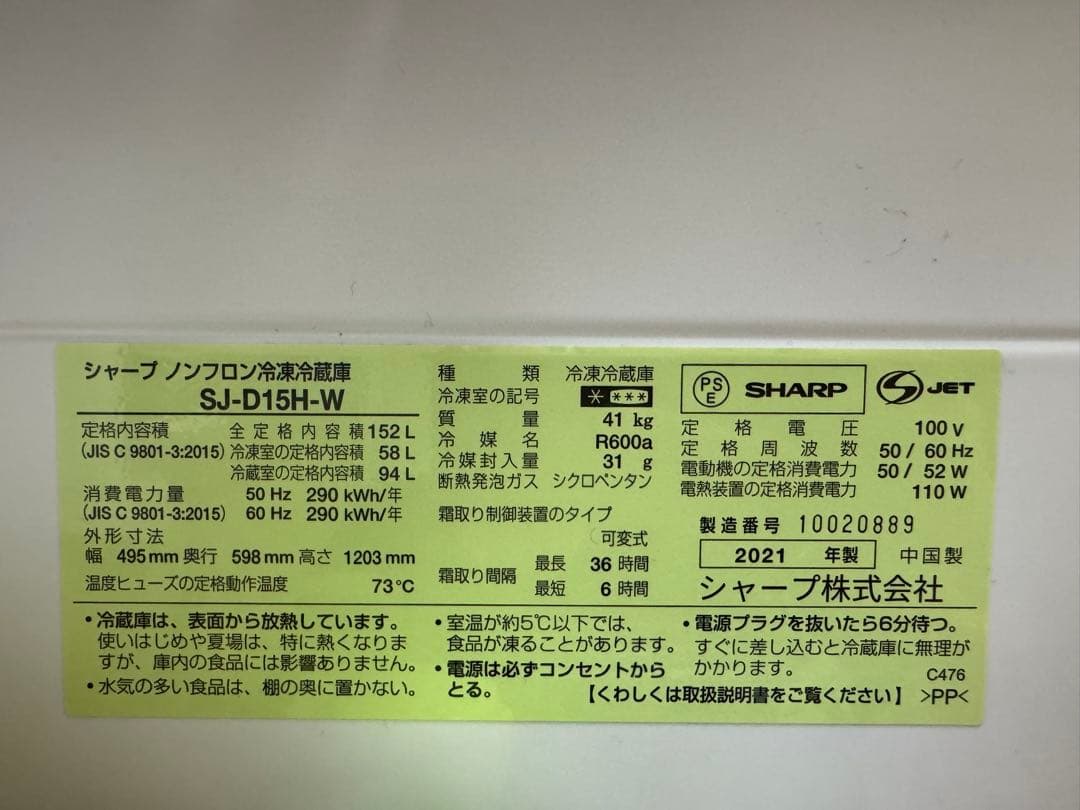 シャープ ノンフロン冷凍冷蔵庫
SJ-D15H-W
定格内容積 全定格内容積 152 L
(JIS C 9801-3:2015) 冷凍室の定格内容積 58 L
冷蔵室の定格内容積 94 L
消費電力量 50 Hz 290 kWh/年
(JIS C 9801-3:2015) 60 Hz 290 kWh/年
外形寸法
幅 495 mm 奥行 598 mm 高さ 1203 mm
温度ヒューズの定格動作温度 73℃
種類 冷凍冷蔵庫
冷凍室の記号 * ***
質量 41 kg
冷媒名 R600a
冷媒封入量 31 g
断熱発泡ガス シクロペンタン
霜取り制御装置のタイプ
可変式
霜取り間隔 最長 36 時間
最短 6 時間
PSE SHARP S JET
定格電圧 100 V
定格周波数 50 / 60 Hz
電動機の定格消費電力 50 / 52 W
電熱装置の定格消費電力 110 W
製造番号 10020889
2021 年製 中国製
シャープ株式会社
・冷蔵庫は、表面から放熱しています。
使いはじめや夏場は、特に熱くなりま
すが、庫内の食品には影響ありません。
・水気の多い食品は、棚の奥に置かない。
・室温が約5℃以下では、
食品が凍ることがあります。
・電源は必ずコンセントから
とる。
・電源プラグを抜いたら6分待つ。
すぐに差し込むと冷蔵庫に無理が
かかります。 C476
【くわしくは取扱説明書をご覧ください】 >PP<